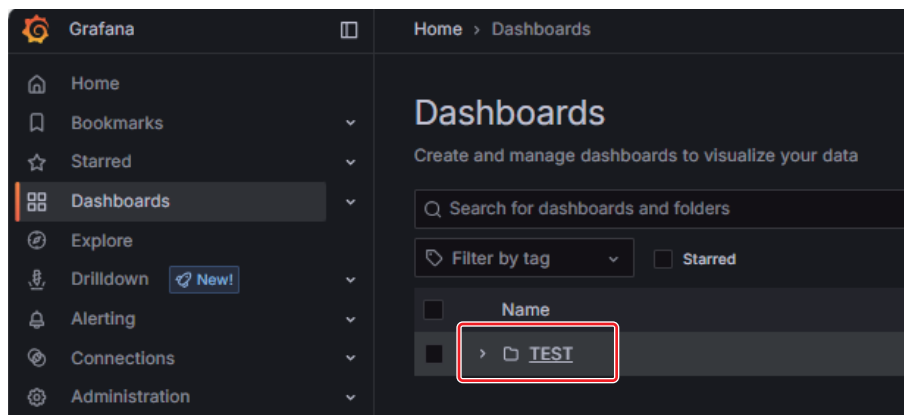 Grafana
Home › Dashboards
Home
Bookmarks
Starred
Dashboards
Explore
Drilldown New!
Alerting
Connections
Administration
Dashboards
Create and manage dashboards to visualize your data
Search for dashboards and folders
Filter by tag Starred
Name
TEST